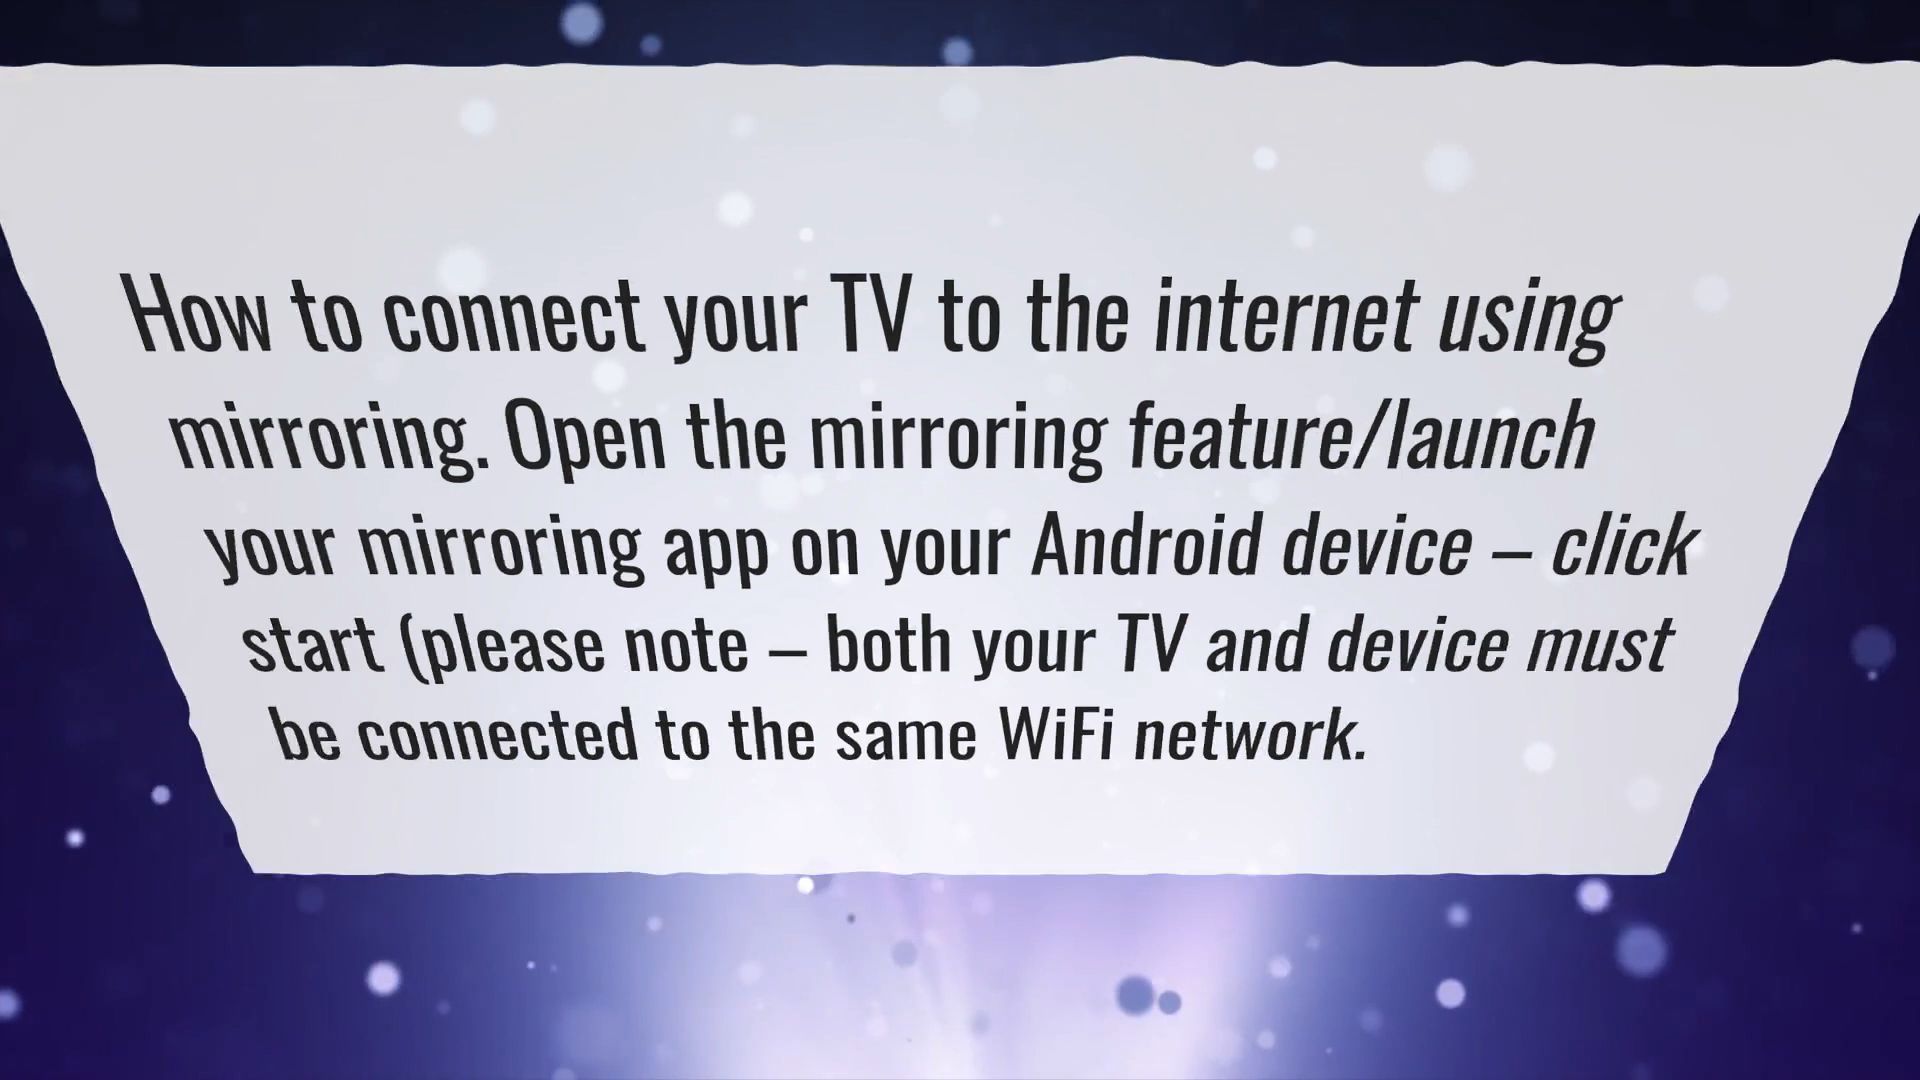 How to connect your TV to the internet using
mirroring. Open the mirroring feature/launch
your mirroring app on your Android device – click
start (please note – both your TV and device must
be connected to the same WiFi network.